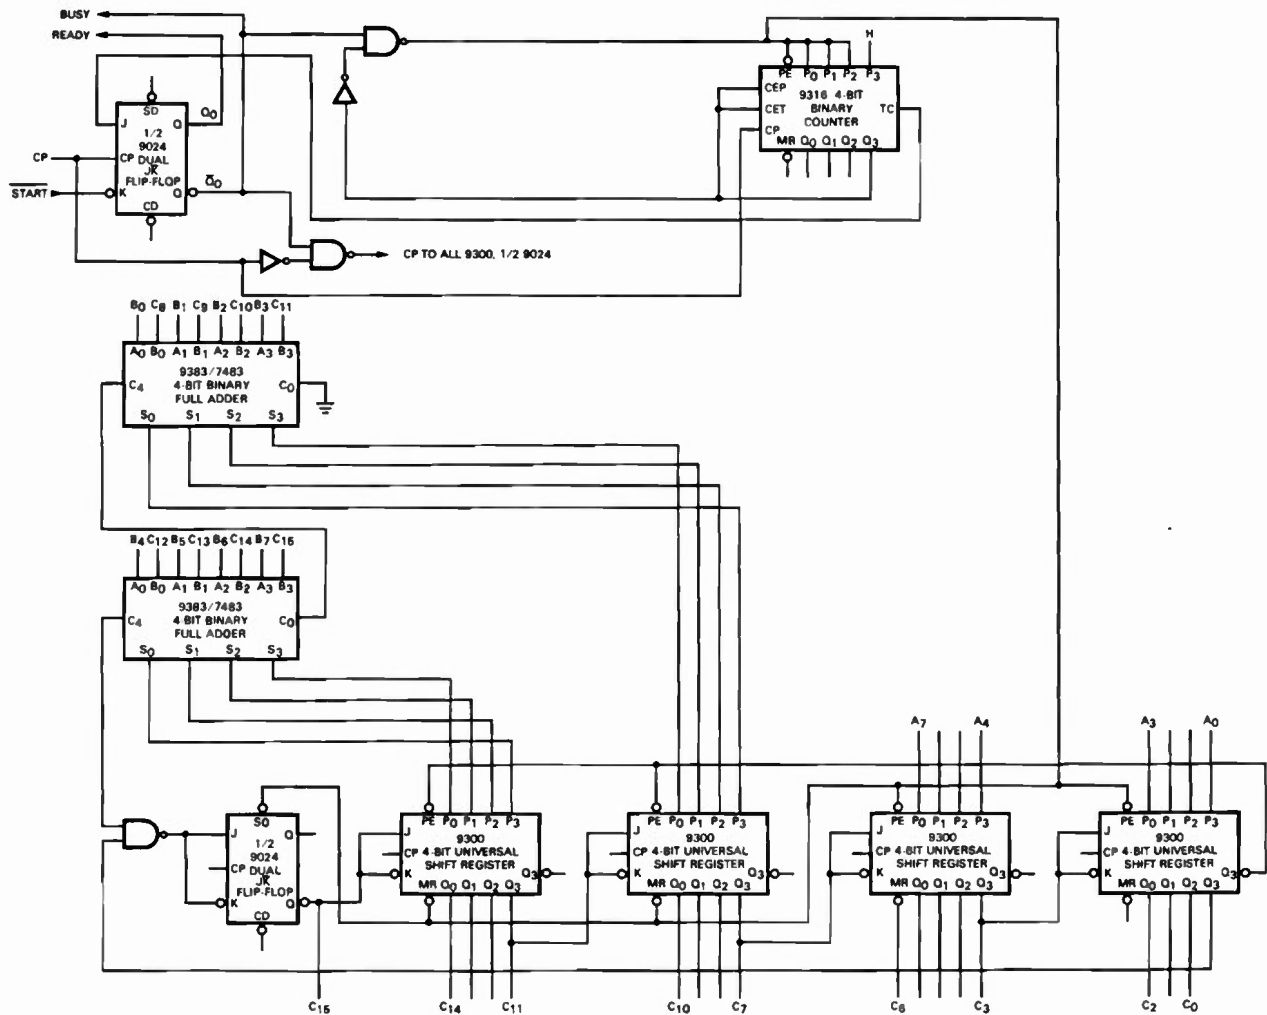 BUSY
READY
H
SD
J Q Q0
1/2
9024
CP CP DUAL
JK
FLIP-FLOP
Q̅0
START K Q
CD
PE P0 P1 P2 P3
CEP 9316 4-BIT
CET BINARY TC
COUNTER
CP
MR Q0 Q1 Q2 Q3
CP TO ALL 9300, 1/2 9024
B0 C8 B1 C9 B2 C10 B3 C11
A0 B0 A1 B1 A2 B2 A3 B3
9383/7483
C4 4-BIT BINARY C0
FULL ADDER
S0 S1 S2 S3
B4 C12 B5 C13 B6 C14 B7 C15
A0 B0 A1 B1 A2 B2 A3 B3
9383/7483
C4 4-BIT BINARY C0
FULL ADDER
S0 S1 S2 S3
A7 A4 A3 A0
SD
J Q
1/2
9024
CP DUAL
JK
FLIP-FLOP
K Q
CD
PE P0 P1 P2 P3
J 9300
CP 4-BIT UNIVERSAL
SHIFT REGISTER
K Q3
MR Q0 Q1 Q2 Q3
PE P0 P1 P2 P3
J 9300
CP 4-BIT UNIVERSAL
SHIFT REGISTER
K Q3
MR Q0 Q1 Q2 Q3
PE P0 P1 P2 P3
J 9300
CP 4-BIT UNIVERSAL
SHIFT REGISTER
K Q3
MR Q0 Q1 Q2 Q3
PE P0 P1 P2 P3
J 9300
CP 4-BIT UNIVERSAL
SHIFT REGISTER
K Q3
MR Q0 Q1 Q2 Q3
C15 C14 C11 C10 C7 C6 C3 C2 C0